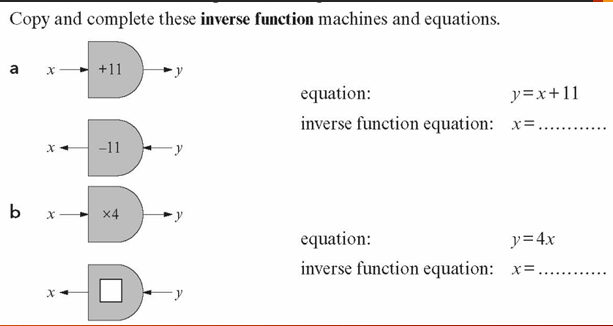 Copy and complete these inverse function machines and equations.
a x +11 y
equation: y=x+11
inverse function equation: x=............
x –11 y
b x ×4 y
equation: y=4x
inverse function equation: x=............
x y